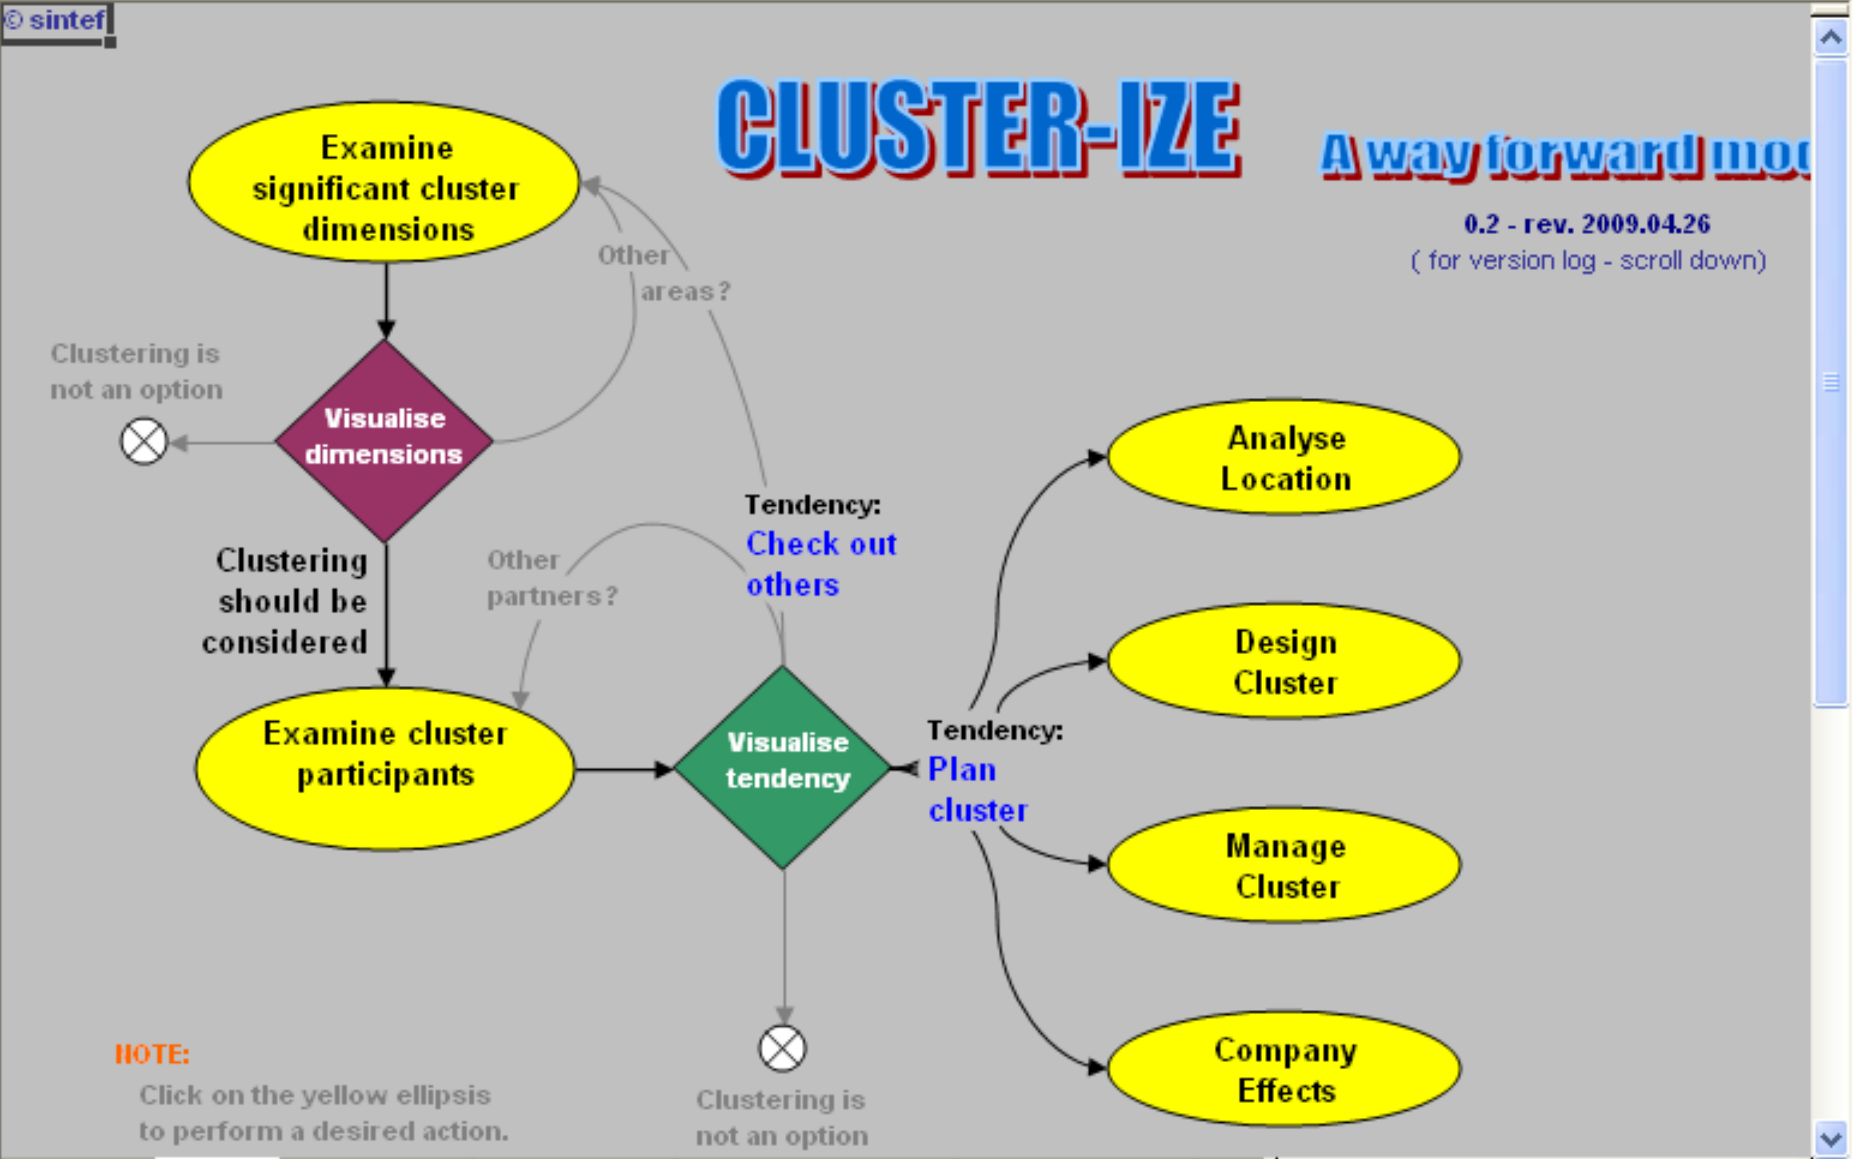 © sintef
CLUSTER-IZE
A way forward
0.2 - rev. 2009.04.26
( for version log - scroll down)
Examine
significant cluster
dimensions
Other
areas?
Clustering is
not an option
Visualise
dimensions
Clustering
should be
considered
Other
partners?
Tendency:
Check out
others
Examine cluster
participants
Visualise
tendency
Tendency:
Plan
cluster
Analyse
Location
Design
Cluster
Manage
Cluster
Company
Effects
Clustering is
not an option
NOTE:
Click on the yellow ellipsis
to perform a desired action.